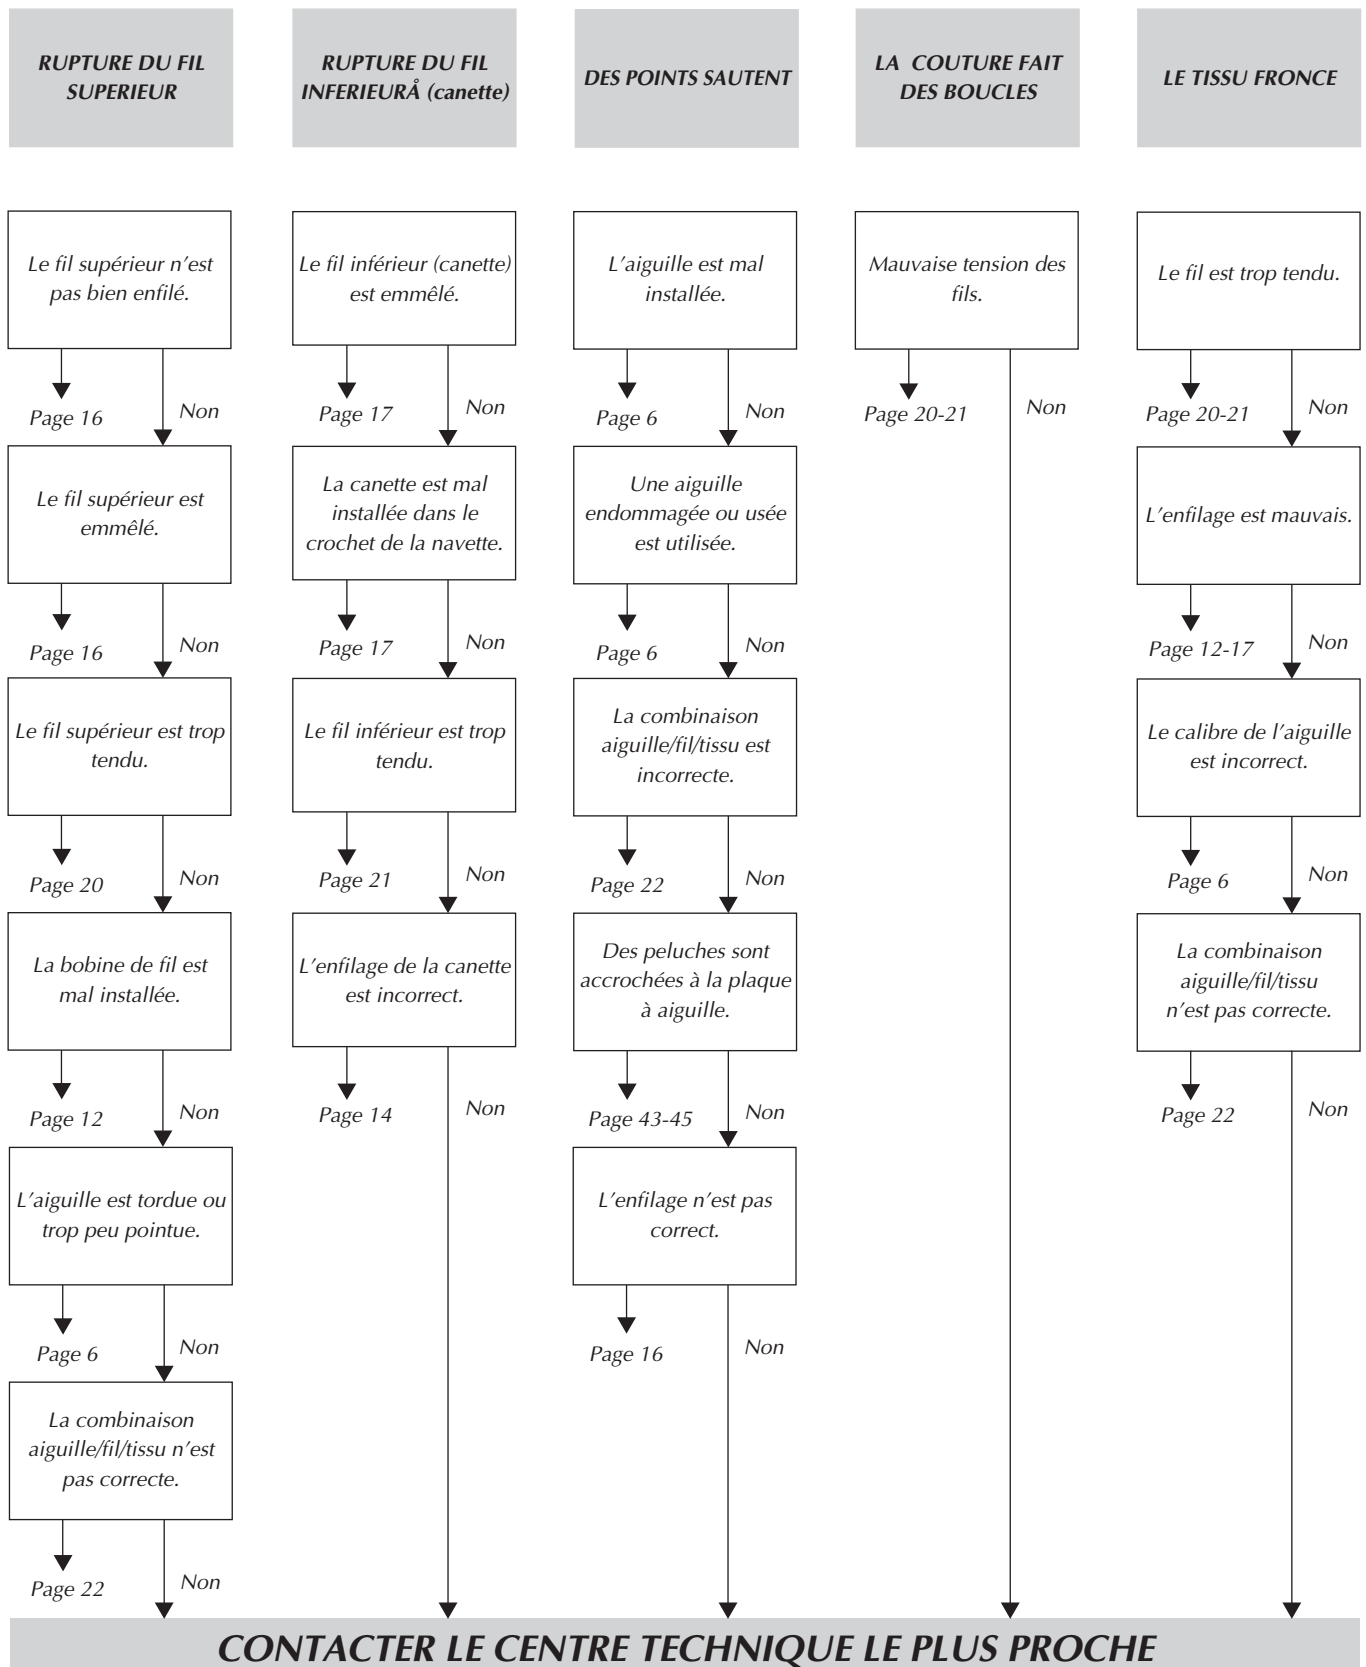 RUPTURE DU FIL
SUPERIEUR
Le fil supérieur n'est
pas bien enfilé.
Page 16
Non
Le fil supérieur est
emmêlé.
Page 16
Non
Le fil supérieur est trop
tendu.
Page 20
Non
La bobine de fil est
mal installée.
Page 12
Non
L'aiguille est tordue ou
trop peu pointue.
Page 6
Non
La combinaison
aiguille/fil/tissu n'est
pas correcte.
Page 22
Non
RUPTURE DU FIL
INFERIEURÅ (canette)
Le fil inférieur (canette)
est emmêlé.
Page 17
Non
La canette est mal
installée dans le
crochet de la navette.
Page 17
Non
Le fil inférieur est trop
tendu.
Page 21
Non
L'enfilage de la canette
est incorrect.
Page 14
Non
DES POINTS SAUTENT
L'aiguille est mal
installée.
Page 6
Non
Une aiguille
endommagée ou usée
est utilisée.
Page 6
Non
La combinaison
aiguille/fil/tissu est
incorrecte.
Page 22
Non
Des peluches sont
accrochées à la plaque
à aiguille.
Page 43-45
Non
L'enfilage n'est pas
correct.
Page 16
Non
LA COUTURE FAIT
DES BOUCLES
Mauvaise tension des
fils.
Page 20-21
Non
LE TISSU FRONCE
Le fil est trop tendu.
Page 20-21
Non
L'enfilage est mauvais.
Page 12-17
Non
Le calibre de l'aiguille
est incorrect.
Page 6
Non
La combinaison
aiguille/fil/tissu
n'est pas correcte.
Page 22
Non
CONTACTER LE CENTRE TECHNIQUE LE PLUS PROCHE